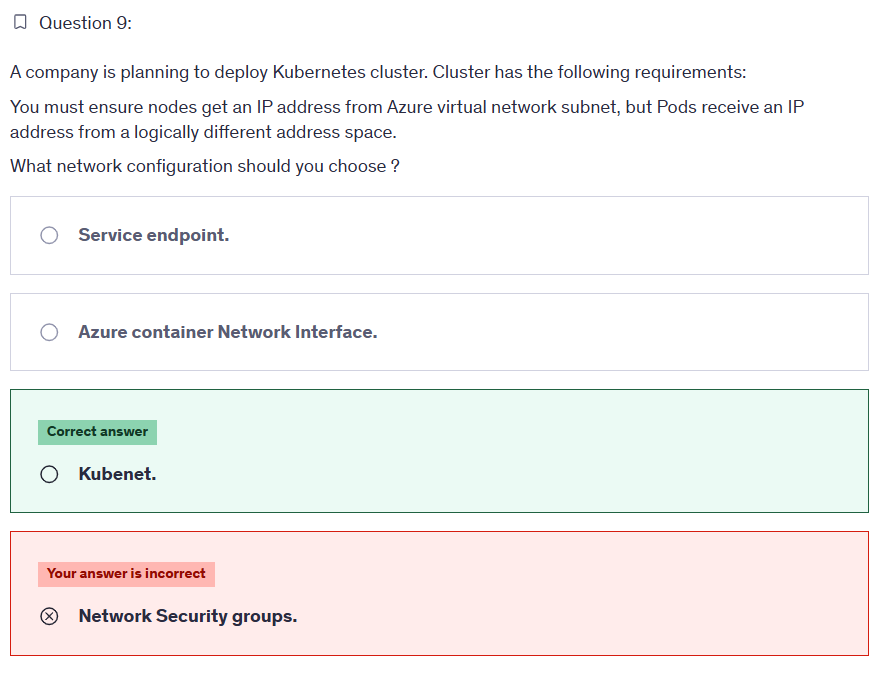 Question 9:
A company is planning to deploy Kubernetes cluster. Cluster has the following requirements:
You must ensure nodes get an IP address from Azure virtual network subnet, but Pods receive an IP
address from a logically different address space.
What network configuration should you choose ?
Service endpoint.
Azure container Network Interface.
Correct answer
Kubenet.
Your answer is incorrect
Network Security groups.